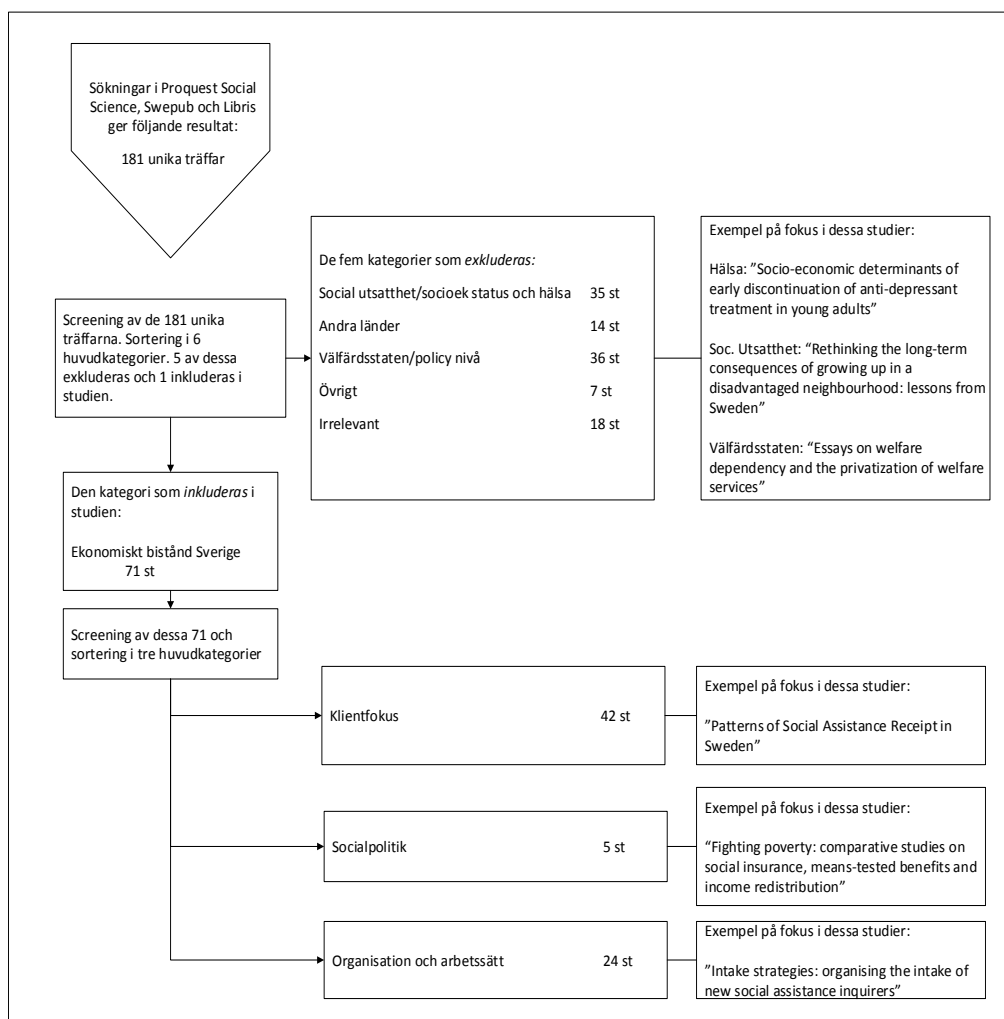 Sökningar i Proquest Social
Science, Swepub och Libris
ger följande resultat:
181 unika träffar
Screening av de 181 unika
träffarna. Sortering i 6
huvudkategorier. 5 av dessa
exkluderas och 1 inkluderas i
studien.
De fem kategorier som exkluderas:
Social utsatthet/socioek status och hälsa 35 st
Andra länder 14 st
Välfärdsstaten/policy nivå 36 st
Övrigt 7 st
Irrelevant 18 st
Exempel på fokus i dessa studier:
Hälsa: ”Socio-economic determinants of
early discontinuation of anti-depressant
treatment in young adults”
Soc. Utsatthet: “Rethinking the long-term
consequences of growing up in a
disadvantaged neighbourhood: lessons from
Sweden”
Välfärdsstaten: “Essays on welfare
dependency and the privatization of welfare
services”
Den kategori som inkluderas i
studien:
Ekonomiskt bistånd Sverige
71 st
Screening av dessa 71 och
sortering i tre huvudkategorier
Klientfokus 42 st
Exempel på fokus i dessa studier:
”Patterns of Social Assistance Receipt in
Sweden”
Socialpolitik 5 st
Exempel på fokus i dessa studier:
“Fighting poverty: comparative studies on
social insurance, means-tested benefits and
income redistribution”
Organisation och arbetssätt 24 st
Exempel på fokus i dessa studier:
”Intake strategies: organising the intake of
new social assistance inquirers”